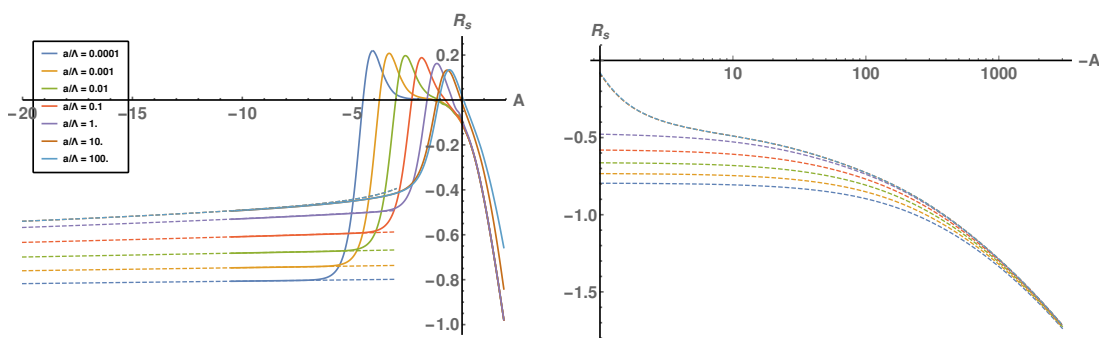 R_s
0.2
a/Λ = 0.0001
a/Λ = 0.001
a/Λ = 0.01
a/Λ = 0.1
a/Λ = 1.
a/Λ = 10.
a/Λ = 100.
A
−20
−15
−10
−5
−0.2
−0.4
−0.6
−0.8
−1.0
R_s
−A
10
100
1000
−0.5
−1.0
−1.5